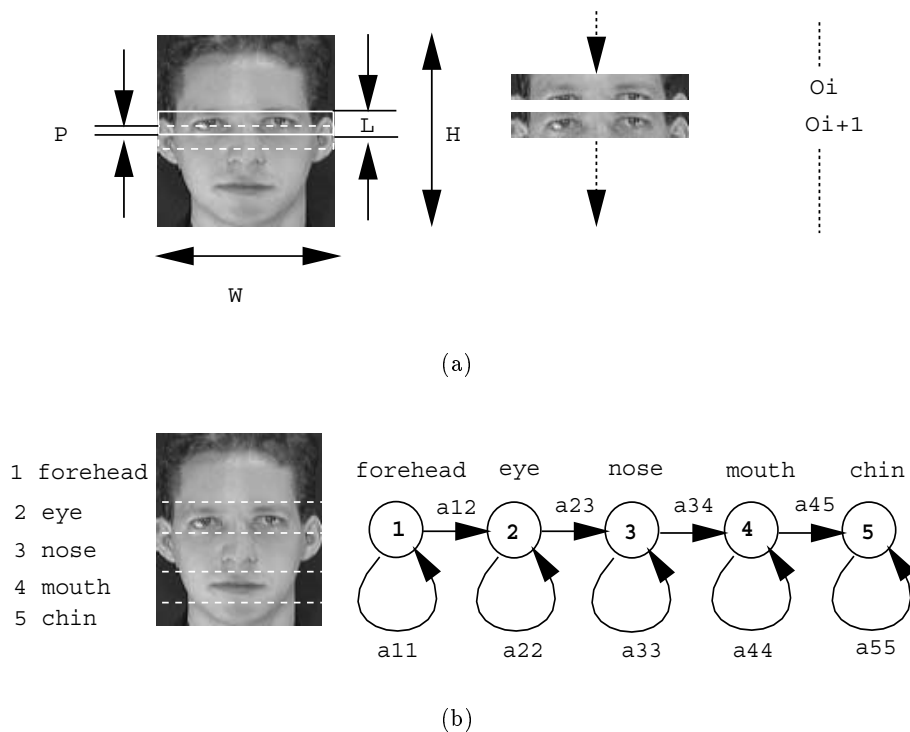 Oi
P L H Oi+1
W
(a)
1 forehead
2 eye
3 nose
4 mouth
5 chin
forehead eye nose mouth chin
a12 a23 a34 a45
1 2 3 4 5
a11 a22 a33 a44 a55
(b)